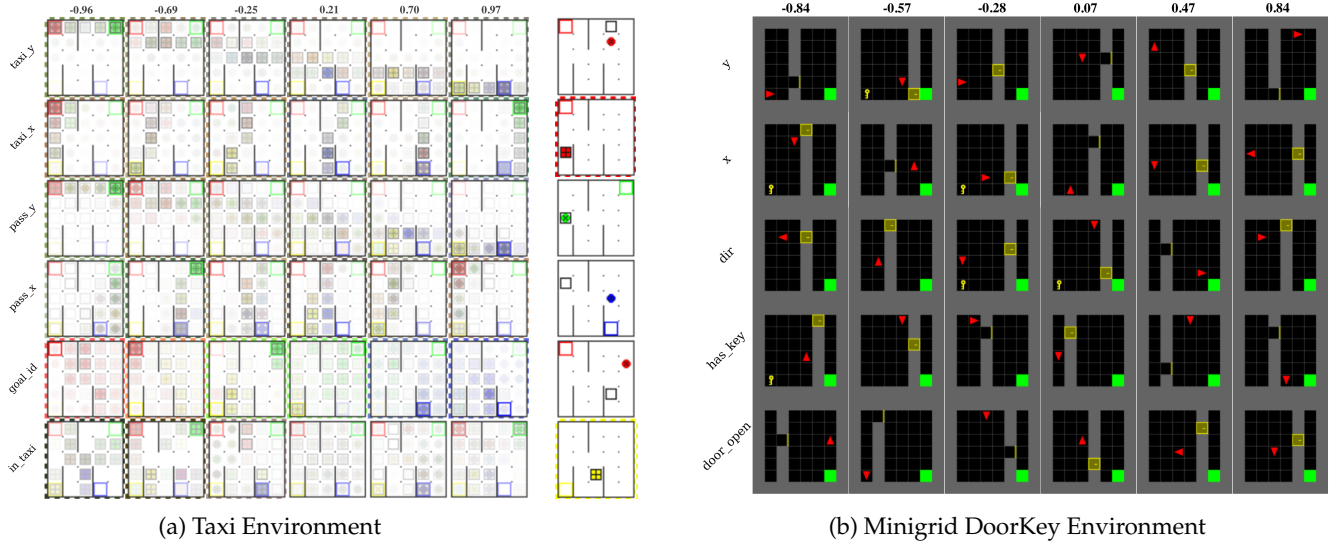 -0.96 -0.69 -0.25 0.21 0.70 0.97
taxi_y
taxi_x
pass_y
pass_x
goal_id
in_taxi
(a) Taxi Environment
-0.84 -0.57 -0.28 0.07 0.47 0.84
y
x
dir
has_key
door_open
(b) Minigrid DoorKey Environment